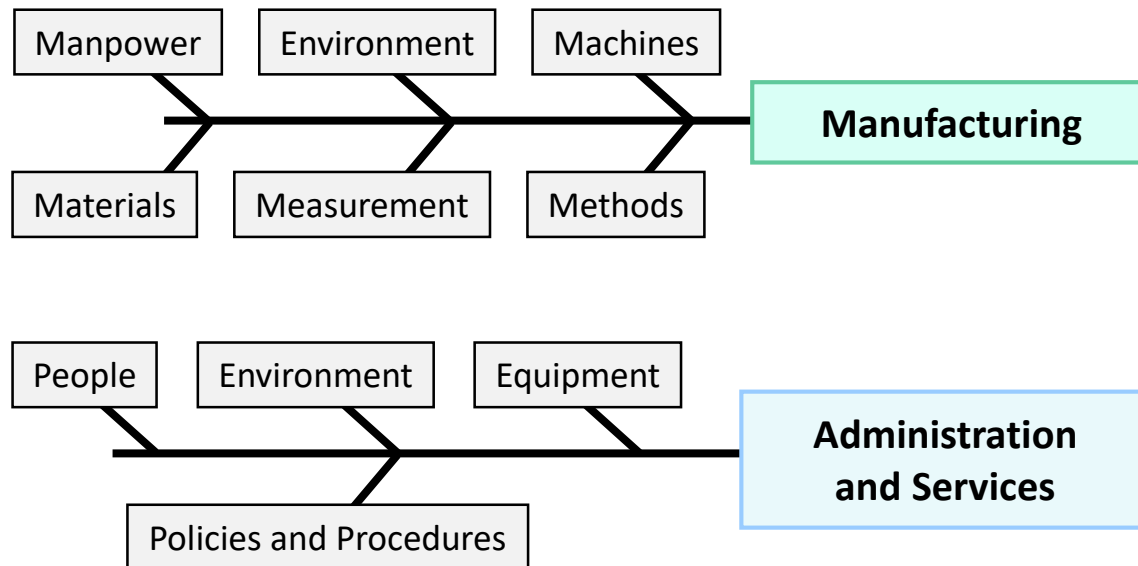 Manpower
Environment
Machines
Manufacturing
Materials
Measurement
Methods
People
Environment
Equipment
Administration
and Services
Policies and Procedures